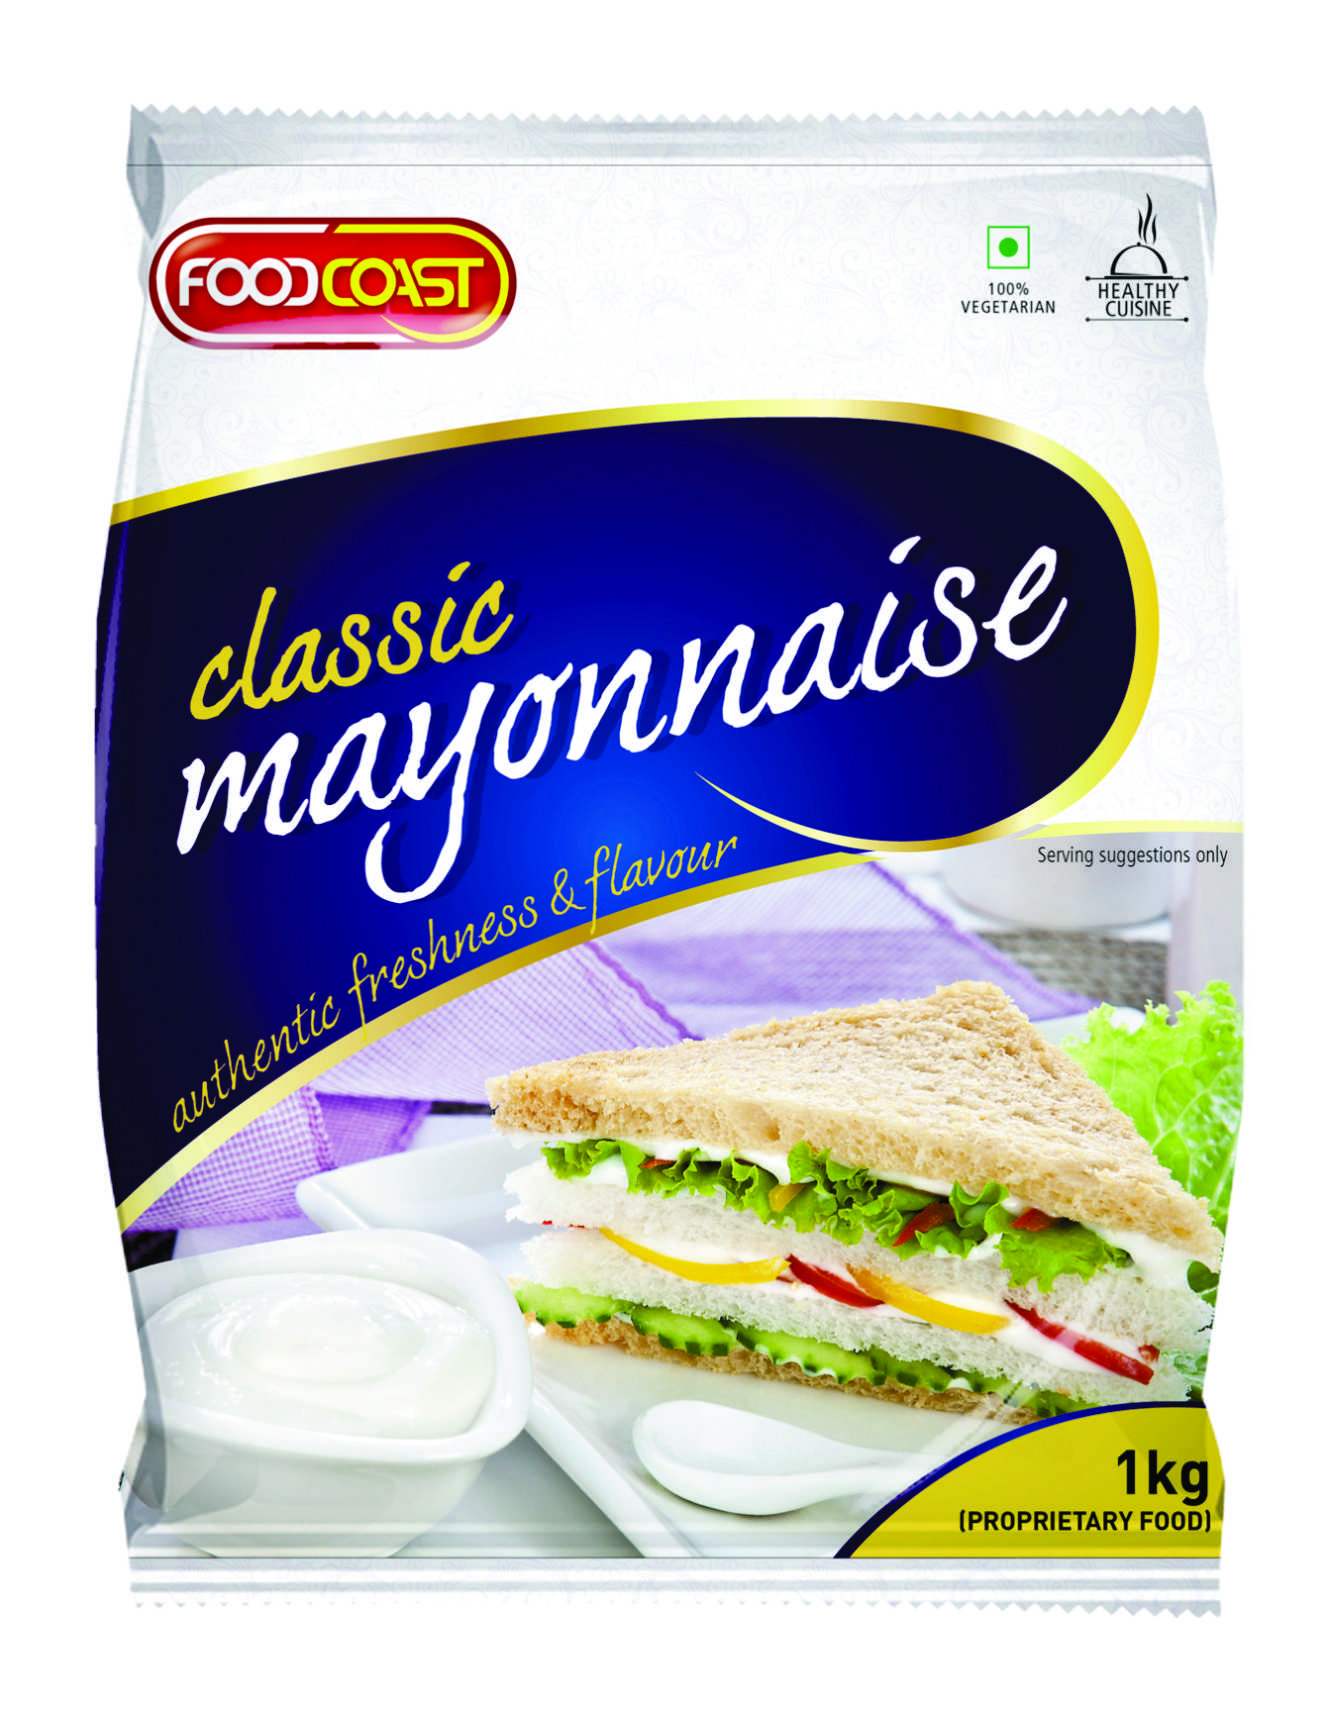 FOODCOAST
100%
VEGETARIAN
HEALTHY
CUISINE
classic
mayonnaise
authentic freshness & flavour
Serving suggestions only
1kg
(PROPRIETARY FOOD)